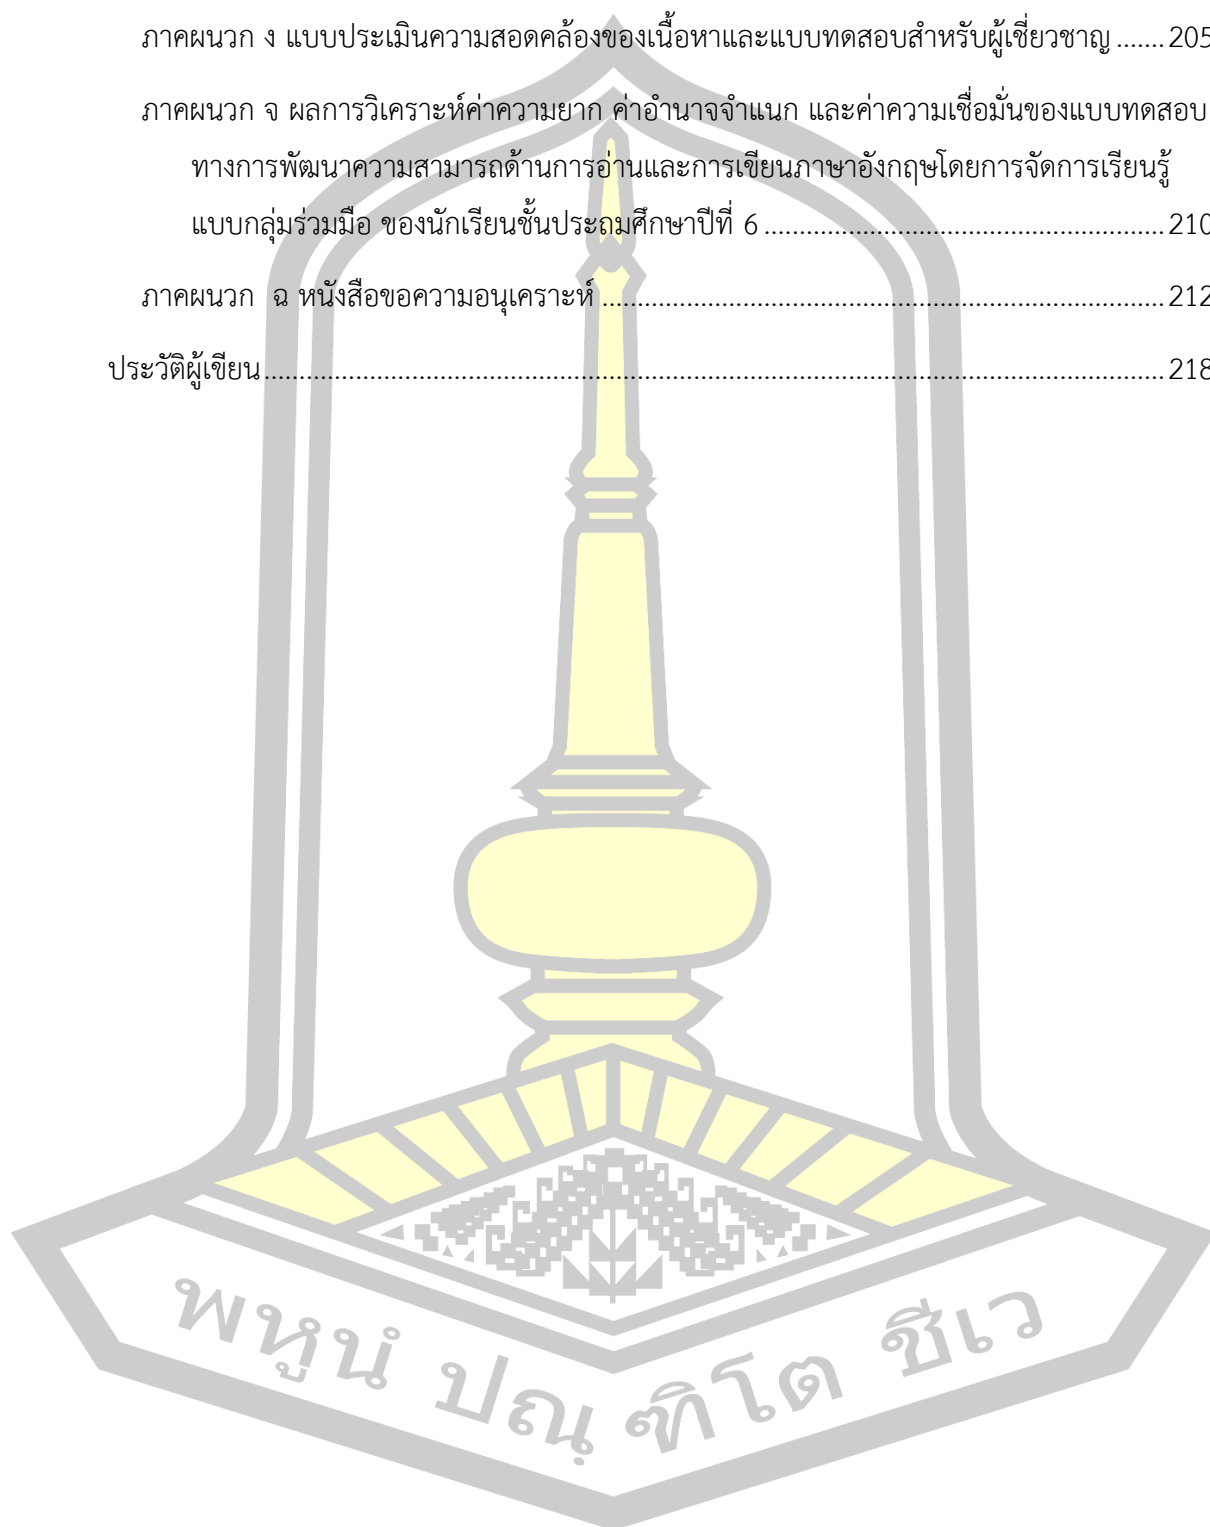 ภาคผนวก ง แบบประเมินความสอดคล้องของเนื้อหาและแบบทดสอบสำหรับผู้เชี่ยวชาญ ....... 205
ภาคผนวก จ ผลการวิเคราะห์ค่าความยาก ค่าอำนาจจำแนก และค่าความเชื่อมั่นของแบบทดสอบ
ทางการพัฒนาความสามารถด้านการอ่านและการเขียนภาษาอังกฤษโดยการจัดการเรียนรู้
แบบกลุ่มร่วมมือ ของนักเรียนชั้นประถมศึกษาปีที่ 6 ......................................................... 210
ภาคผนวก ฉ หนังสือขอความอนุเคราะห์ ................................................................................ 212
ประวัติผู้เขียน ................................................................................................................................ 218
พหูนํ ปณฺฑิโต ชีเว